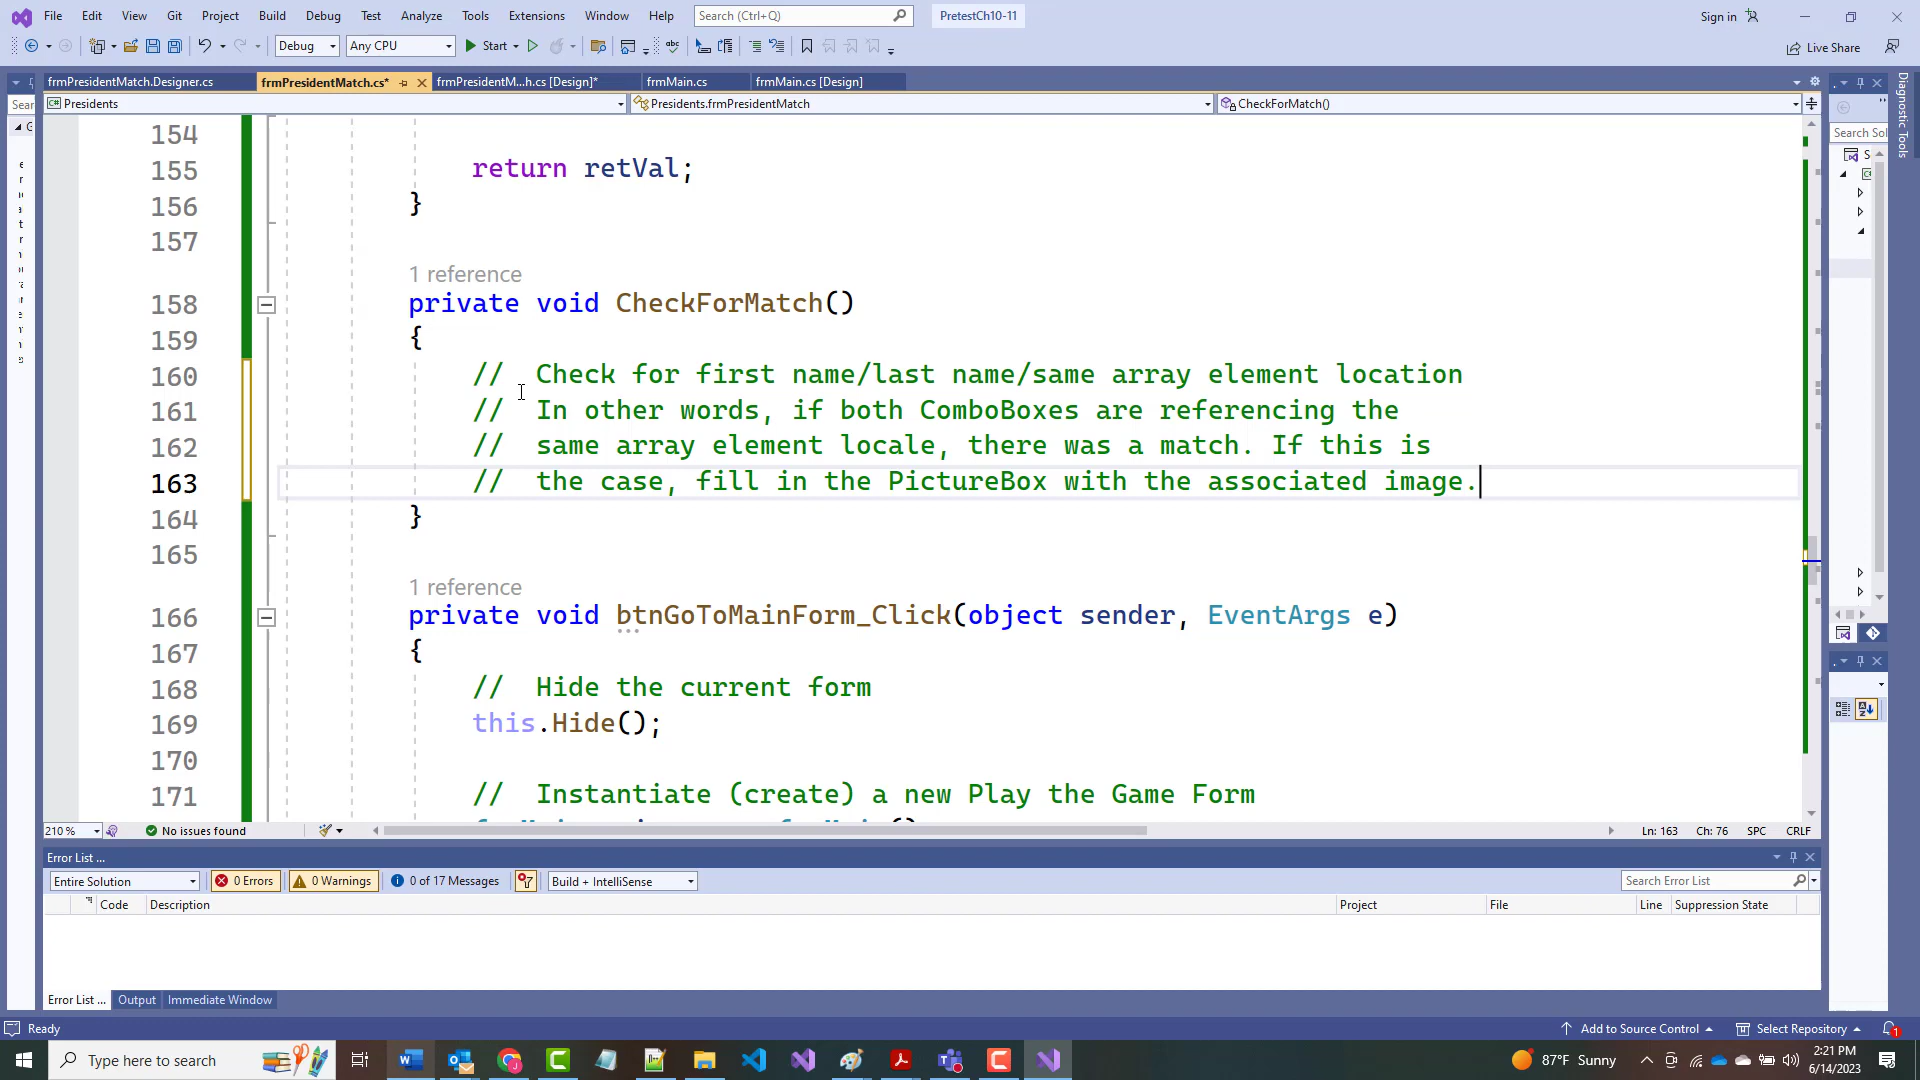 File Edit View Git Project Build Debug Test Analyze Tools Extensions Window Help Search (Ctrl+Q) PretestCh10-11 Sign in
Debug Any CPU Start Live Share
frmPresidentMatch.Designer.cs frmPresidentMatch.cs* frmPresidentM...h.cs [Design]* frmMain.cs frmMain.cs [Design]
Presidents Presidents.frmPresidentMatch CheckForMatch()
Sear
Search Sol
Diagnostic Tools
154
155 return retVal;
156 }
157
1 reference
158 private void CheckForMatch()
159 {
160 // Check for first name/last name/same array element location
161 // In other words, if both ComboBoxes are referencing the
162 // same array element locale, there was a match. If this is
163 // the case, fill in the PictureBox with the associated image.
164 }
165
1 reference
166 private void btnGoToMainForm_Click(object sender, EventArgs e)
167 {
168 // Hide the current form
169 this.Hide();
170
171 // Instantiate (create) a new Play the Game Form
210 % No issues found Ln: 163 Ch: 76 SPC CRLF
Error List ...
Entire Solution 0 Errors 0 Warnings 0 of 17 Messages Build + IntelliSense Search Error List
Code Description Project File Line Suppression State
Error List ... Output Immediate Window
Ready Add to Source Control Select Repository 1
Type here to search 87°F Sunny 2:21 PM
6/14/2023